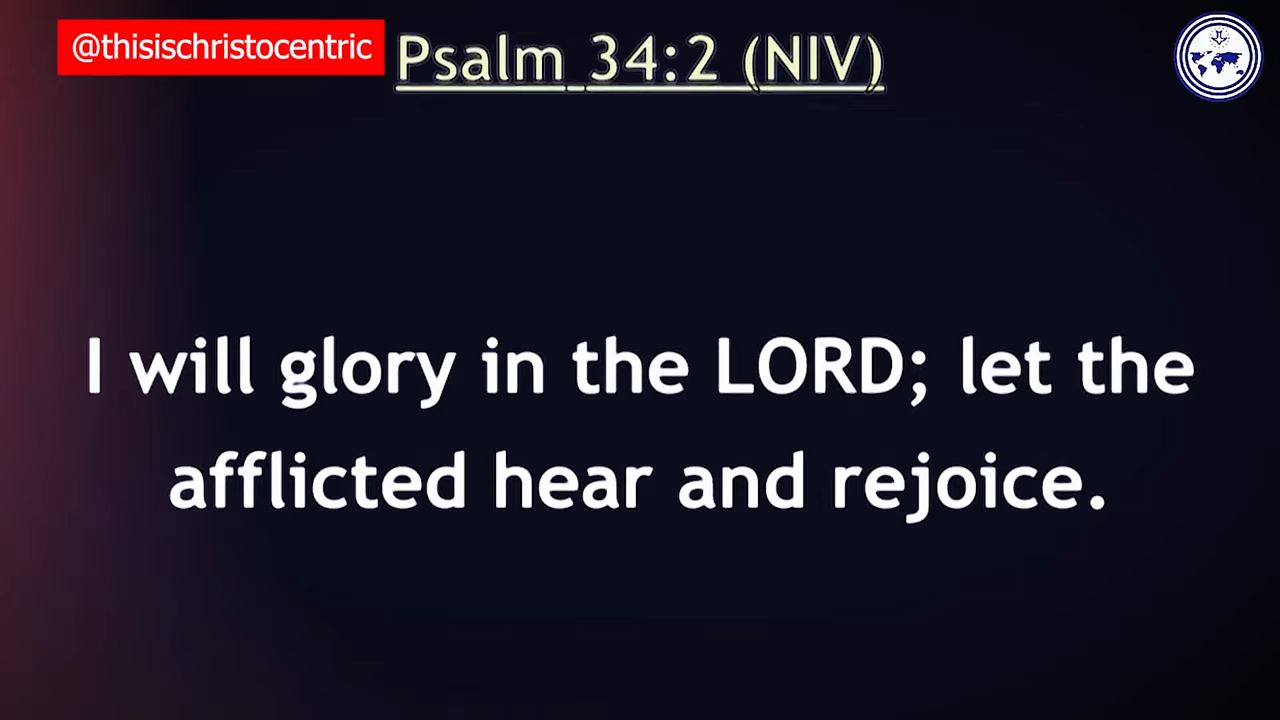 @thisischristocentric
Psalm 34:2 (NIV)
I will glory in the LORD; let the
afflicted hear and rejoice.